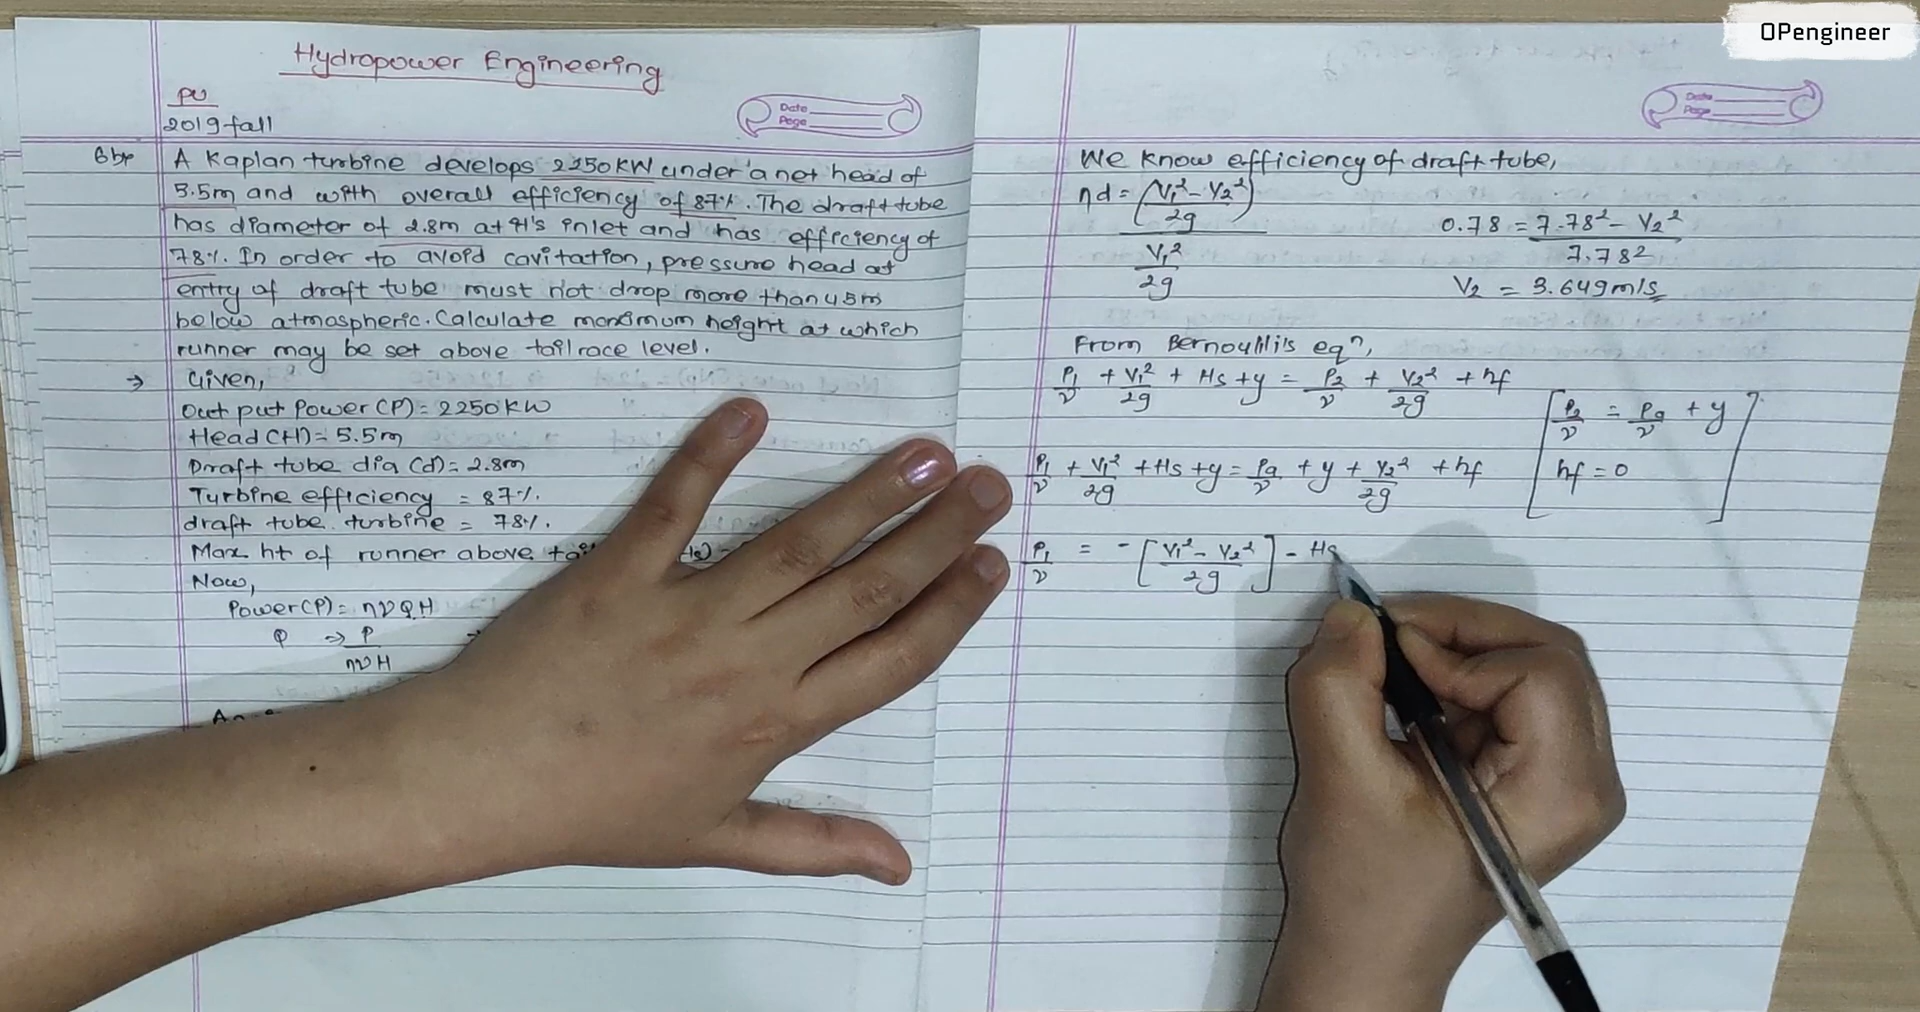 OPengineer
Hydropower Engineering
PU
2019 fall
Date
Page
6b
A Kaplan turbine develops 2250KW under a net head of
5.5m and with overall efficiency of 87%. The draft tube
has diameter of 2.8m at it's inlet and has efficiency of
78%. In order to avoid cavitation, pressure head at
entry of draft tube must not drop more than 4.5m
below atmospheric. Calculate maximum height at which
runner may be set above tailrace level.
→ Given,
Out put Power (P) = 2250KW
Head (H) = 5.5m
Draft tube dia (d) = 2.8m
Turbine efficiency = 87%.
draft tube turbine = 78%.
Max ht of runner above
Now,
Power (P) = ηγQH
Q ⇒ P
ηγH
Date
Page
We know efficiency of draft tube,
ηd = (V₁² - V₂² / 2g)
V₁²
2g
0.78 = 7.78² - V₂²
7.78²
V₂ = 3.649m/s
From Bernoulli's eqⁿ,
P₁/γ + V₁²/2g + Hs + y = P₂/γ + V₂²/2g + hf
[P₂/γ = Pa/γ + y
P₁/γ + V₁²/2g + Hs + y = Pa/γ + y + V₂²/2g + hf
hf = 0]
P₁/γ = - [V₁² - V₂² / 2g] - Hs